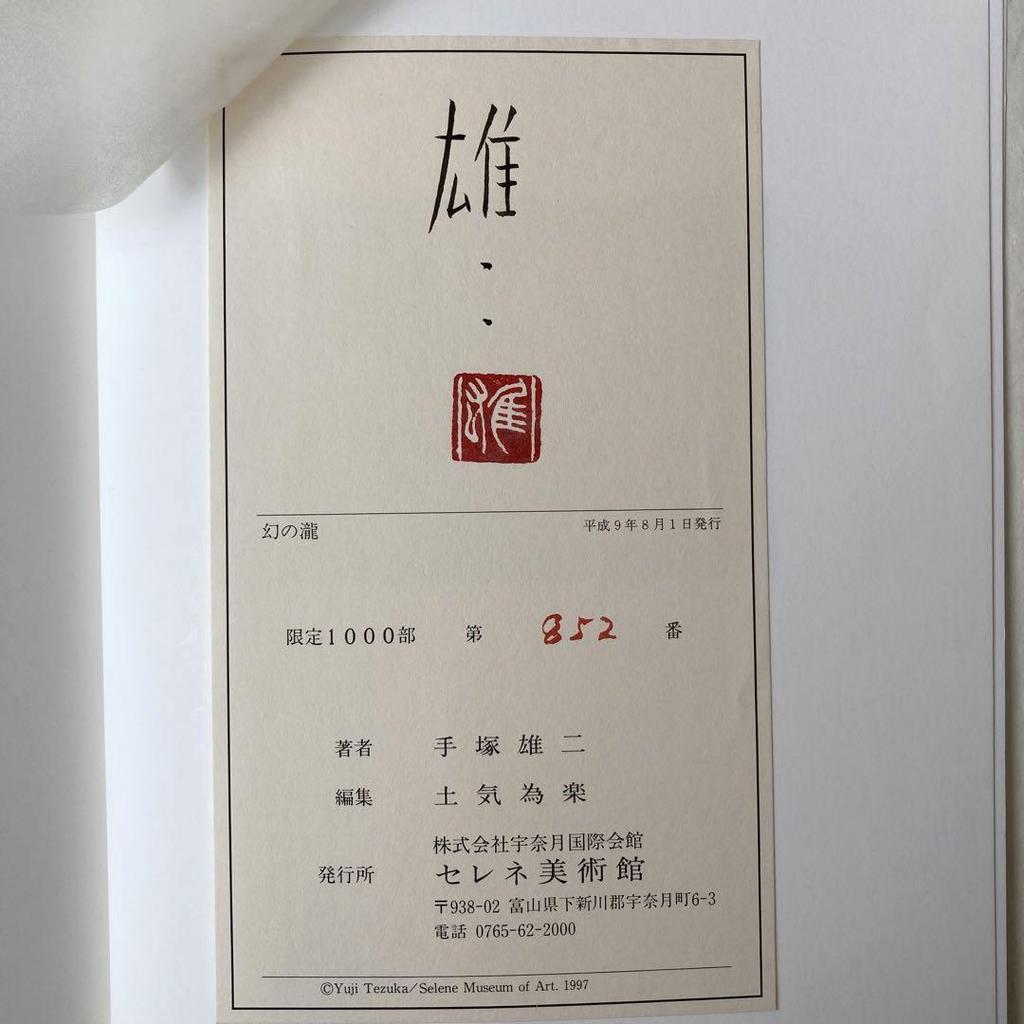 雄二
雄
幻の瀧 平成9年8月1日発行
限定1000部 第 852 番
著者 手塚雄二
編集 土気為楽
株式会社宇奈月国際会館
発行所 セレネ美術館
〒938-02 富山県下新川郡宇奈月町6-3
電話 0765-62-2000
©Yuji Tezuka/Selene Museum of Art. 1997